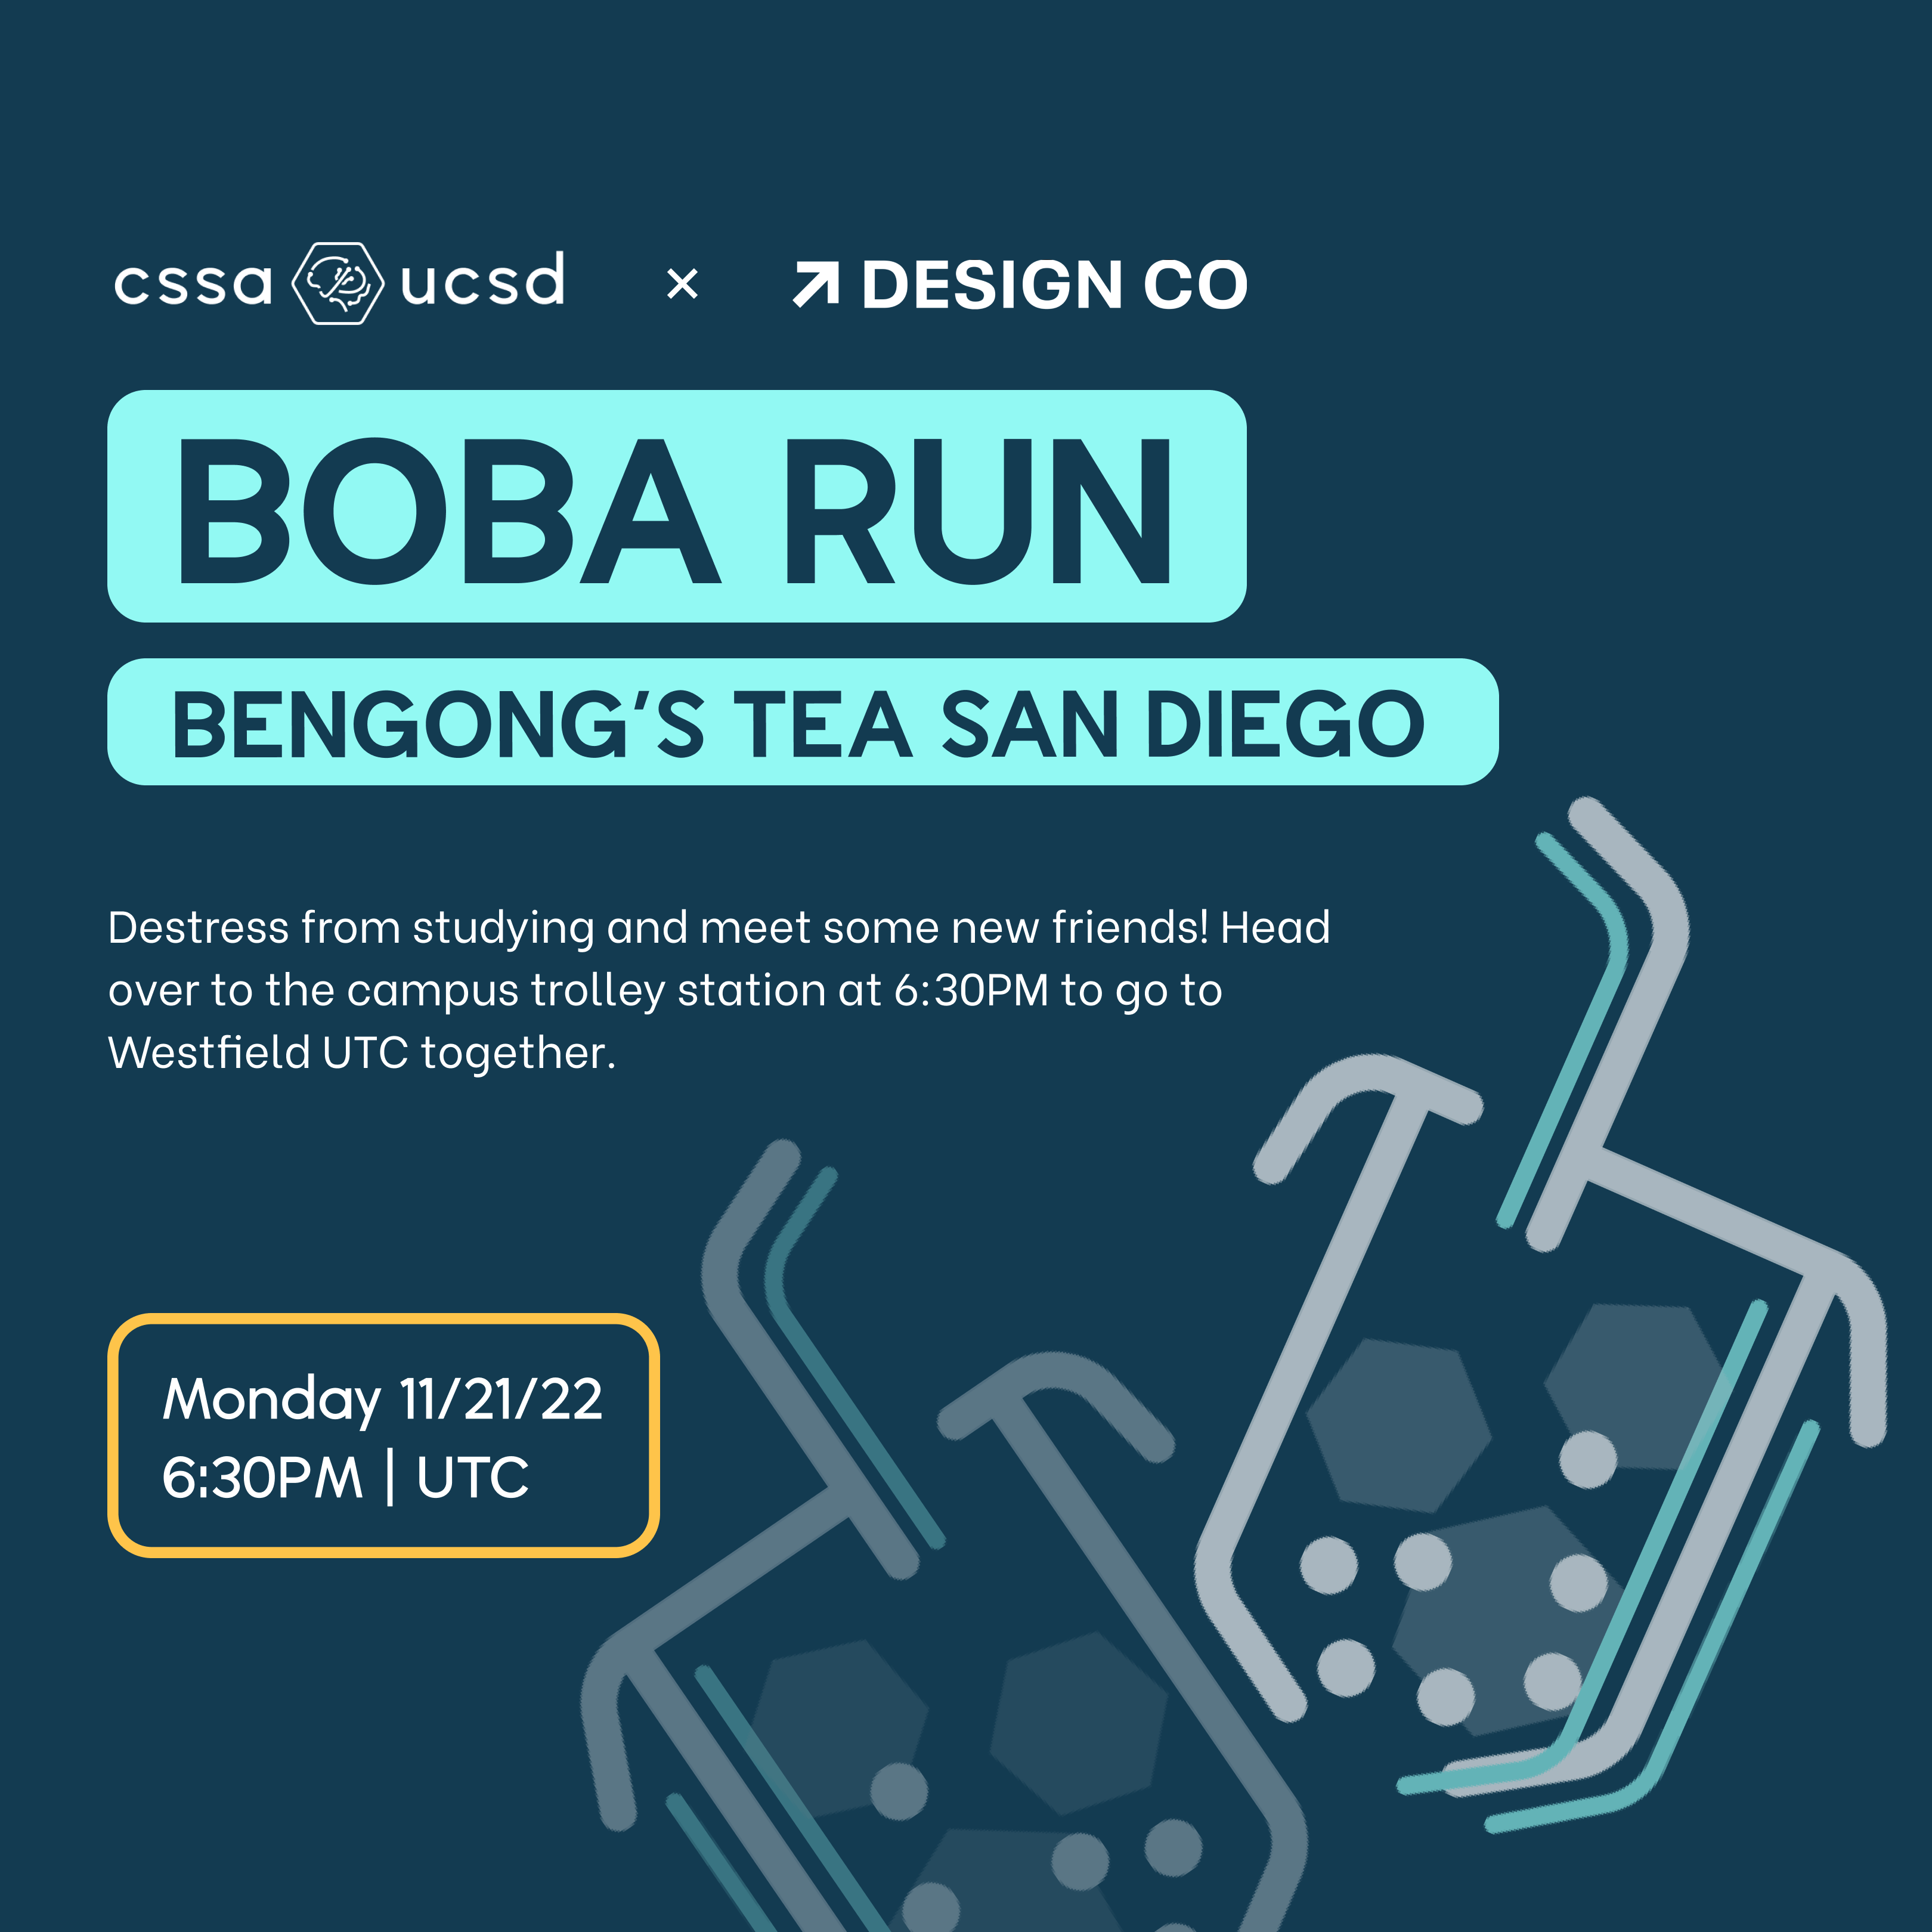 cssa ucsd × DESIGN CO
BOBA RUN
BENGONG'S TEA SAN DIEGO
Destress from studying and meet some new friends! Head
over to the campus trolley station at 6:30PM to go to
Westfield UTC together.
Monday 11/21/22
6:30PM | UTC